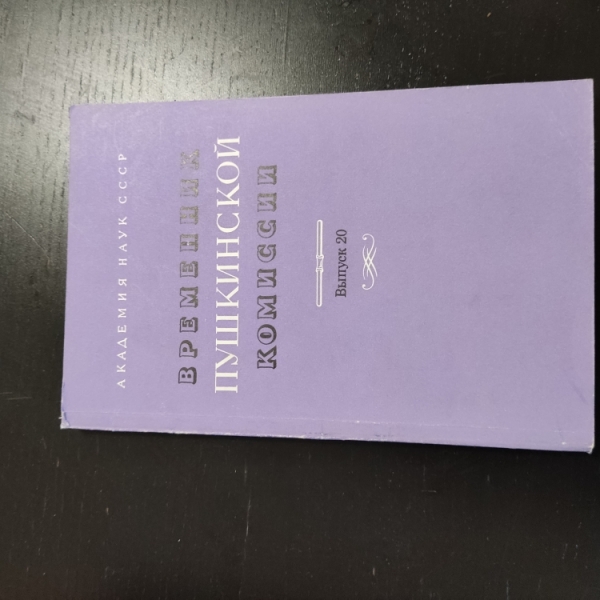 АКАДЕМИЯ НАУК СССР
ВРЕМЕННИК
ПУШКИНСКОЙ
КОМИССИИ
Выпуск 20